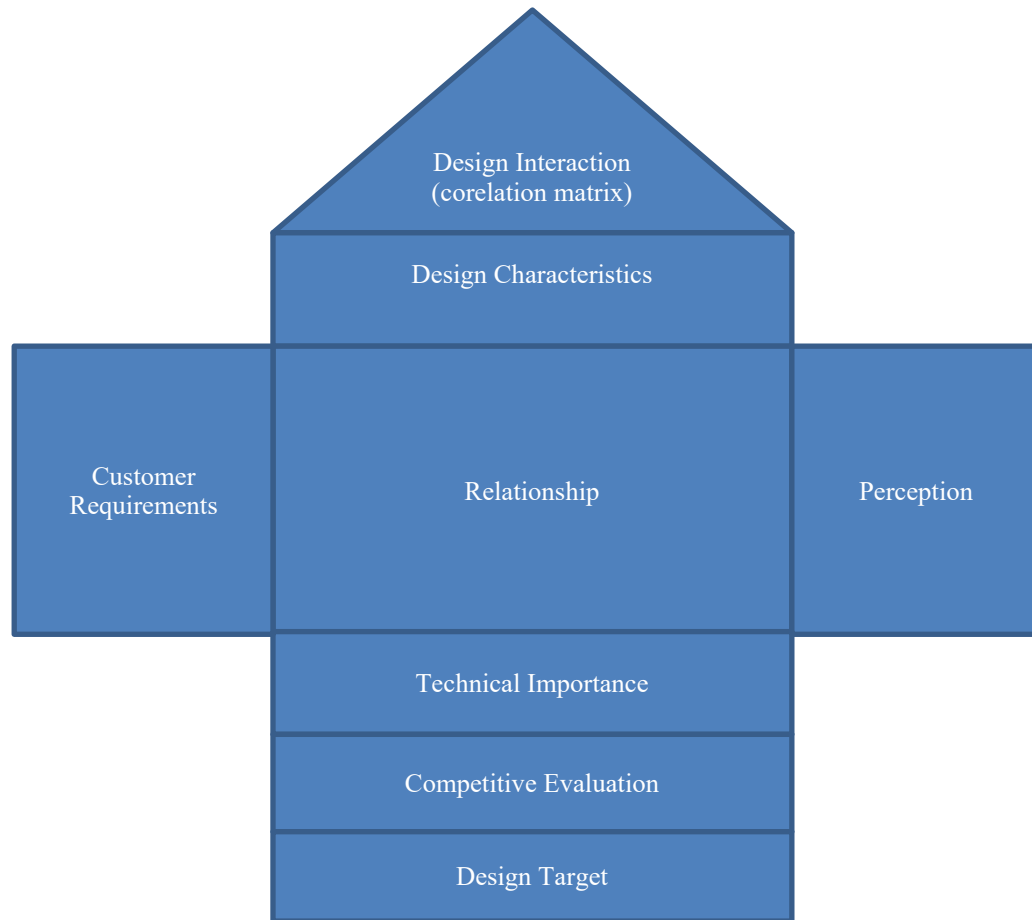 Design Interaction
(corelation matrix)
Design Characteristics
Customer
Requirements
Relationship
Perception
Technical Importance
Competitive Evaluation
Design Target